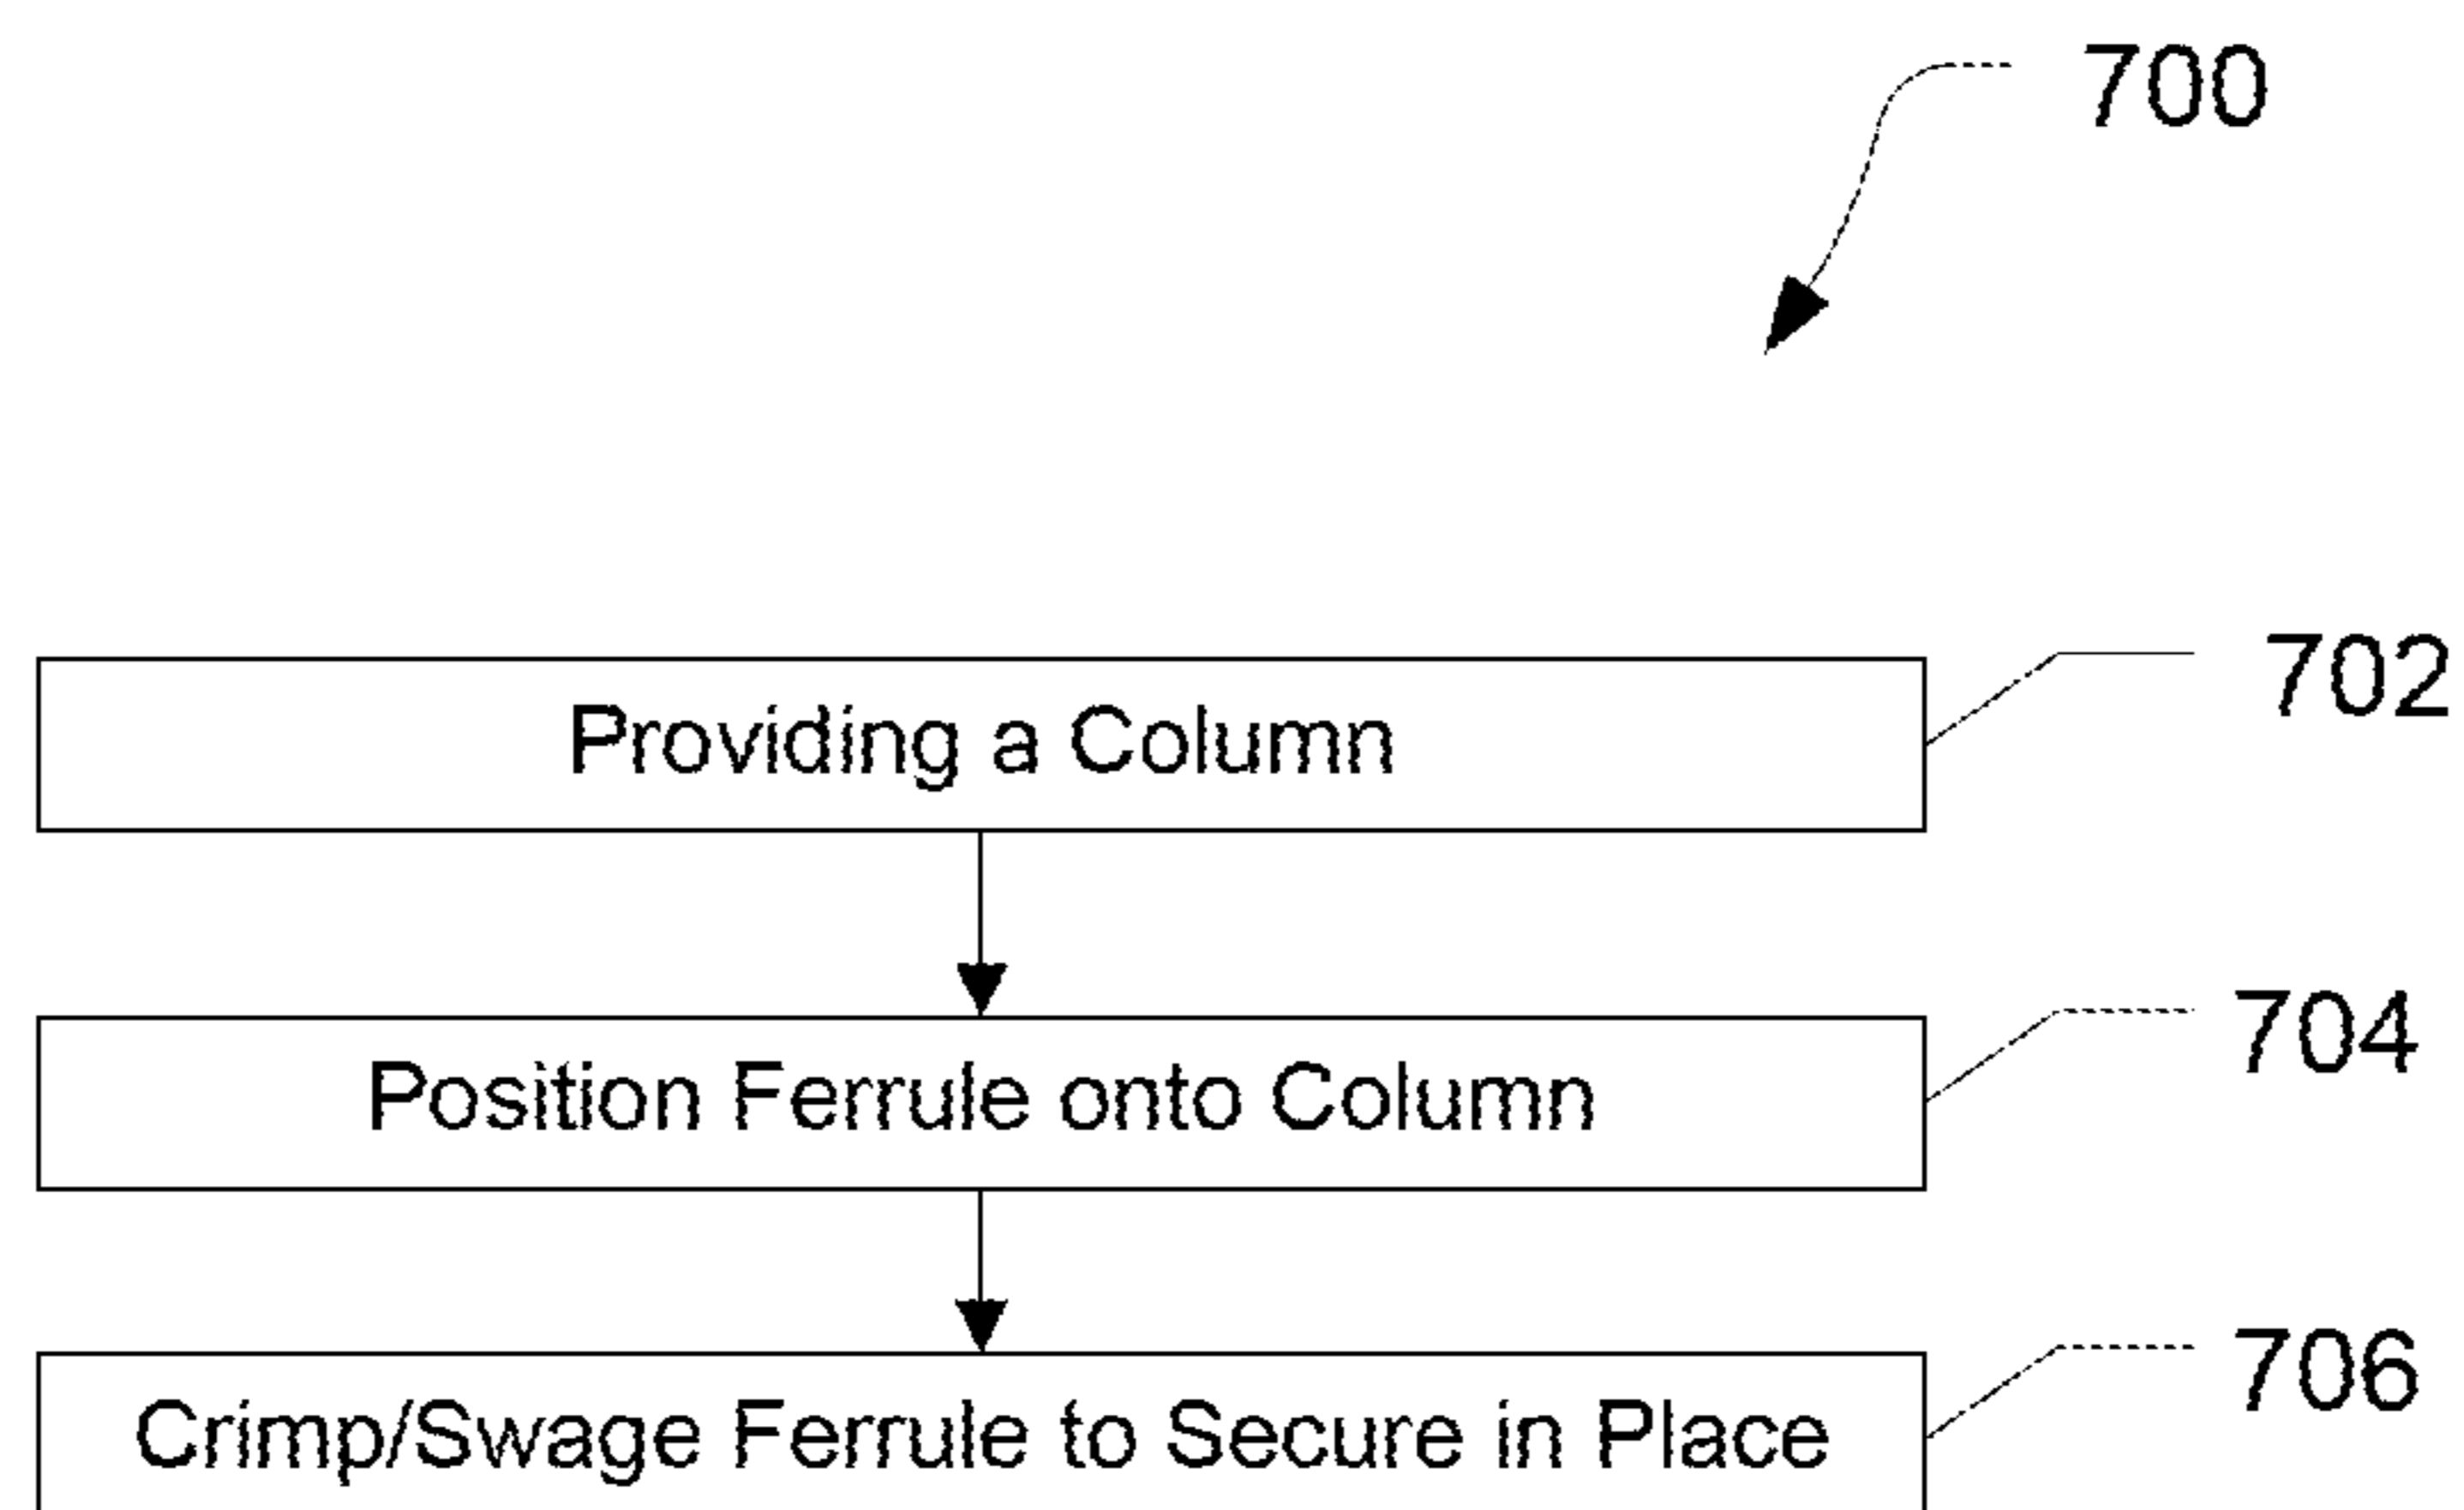 700
Providing a Column
702
Position Ferrule onto Column
704
Crimp/Swage Ferrule to Secure in Place
706